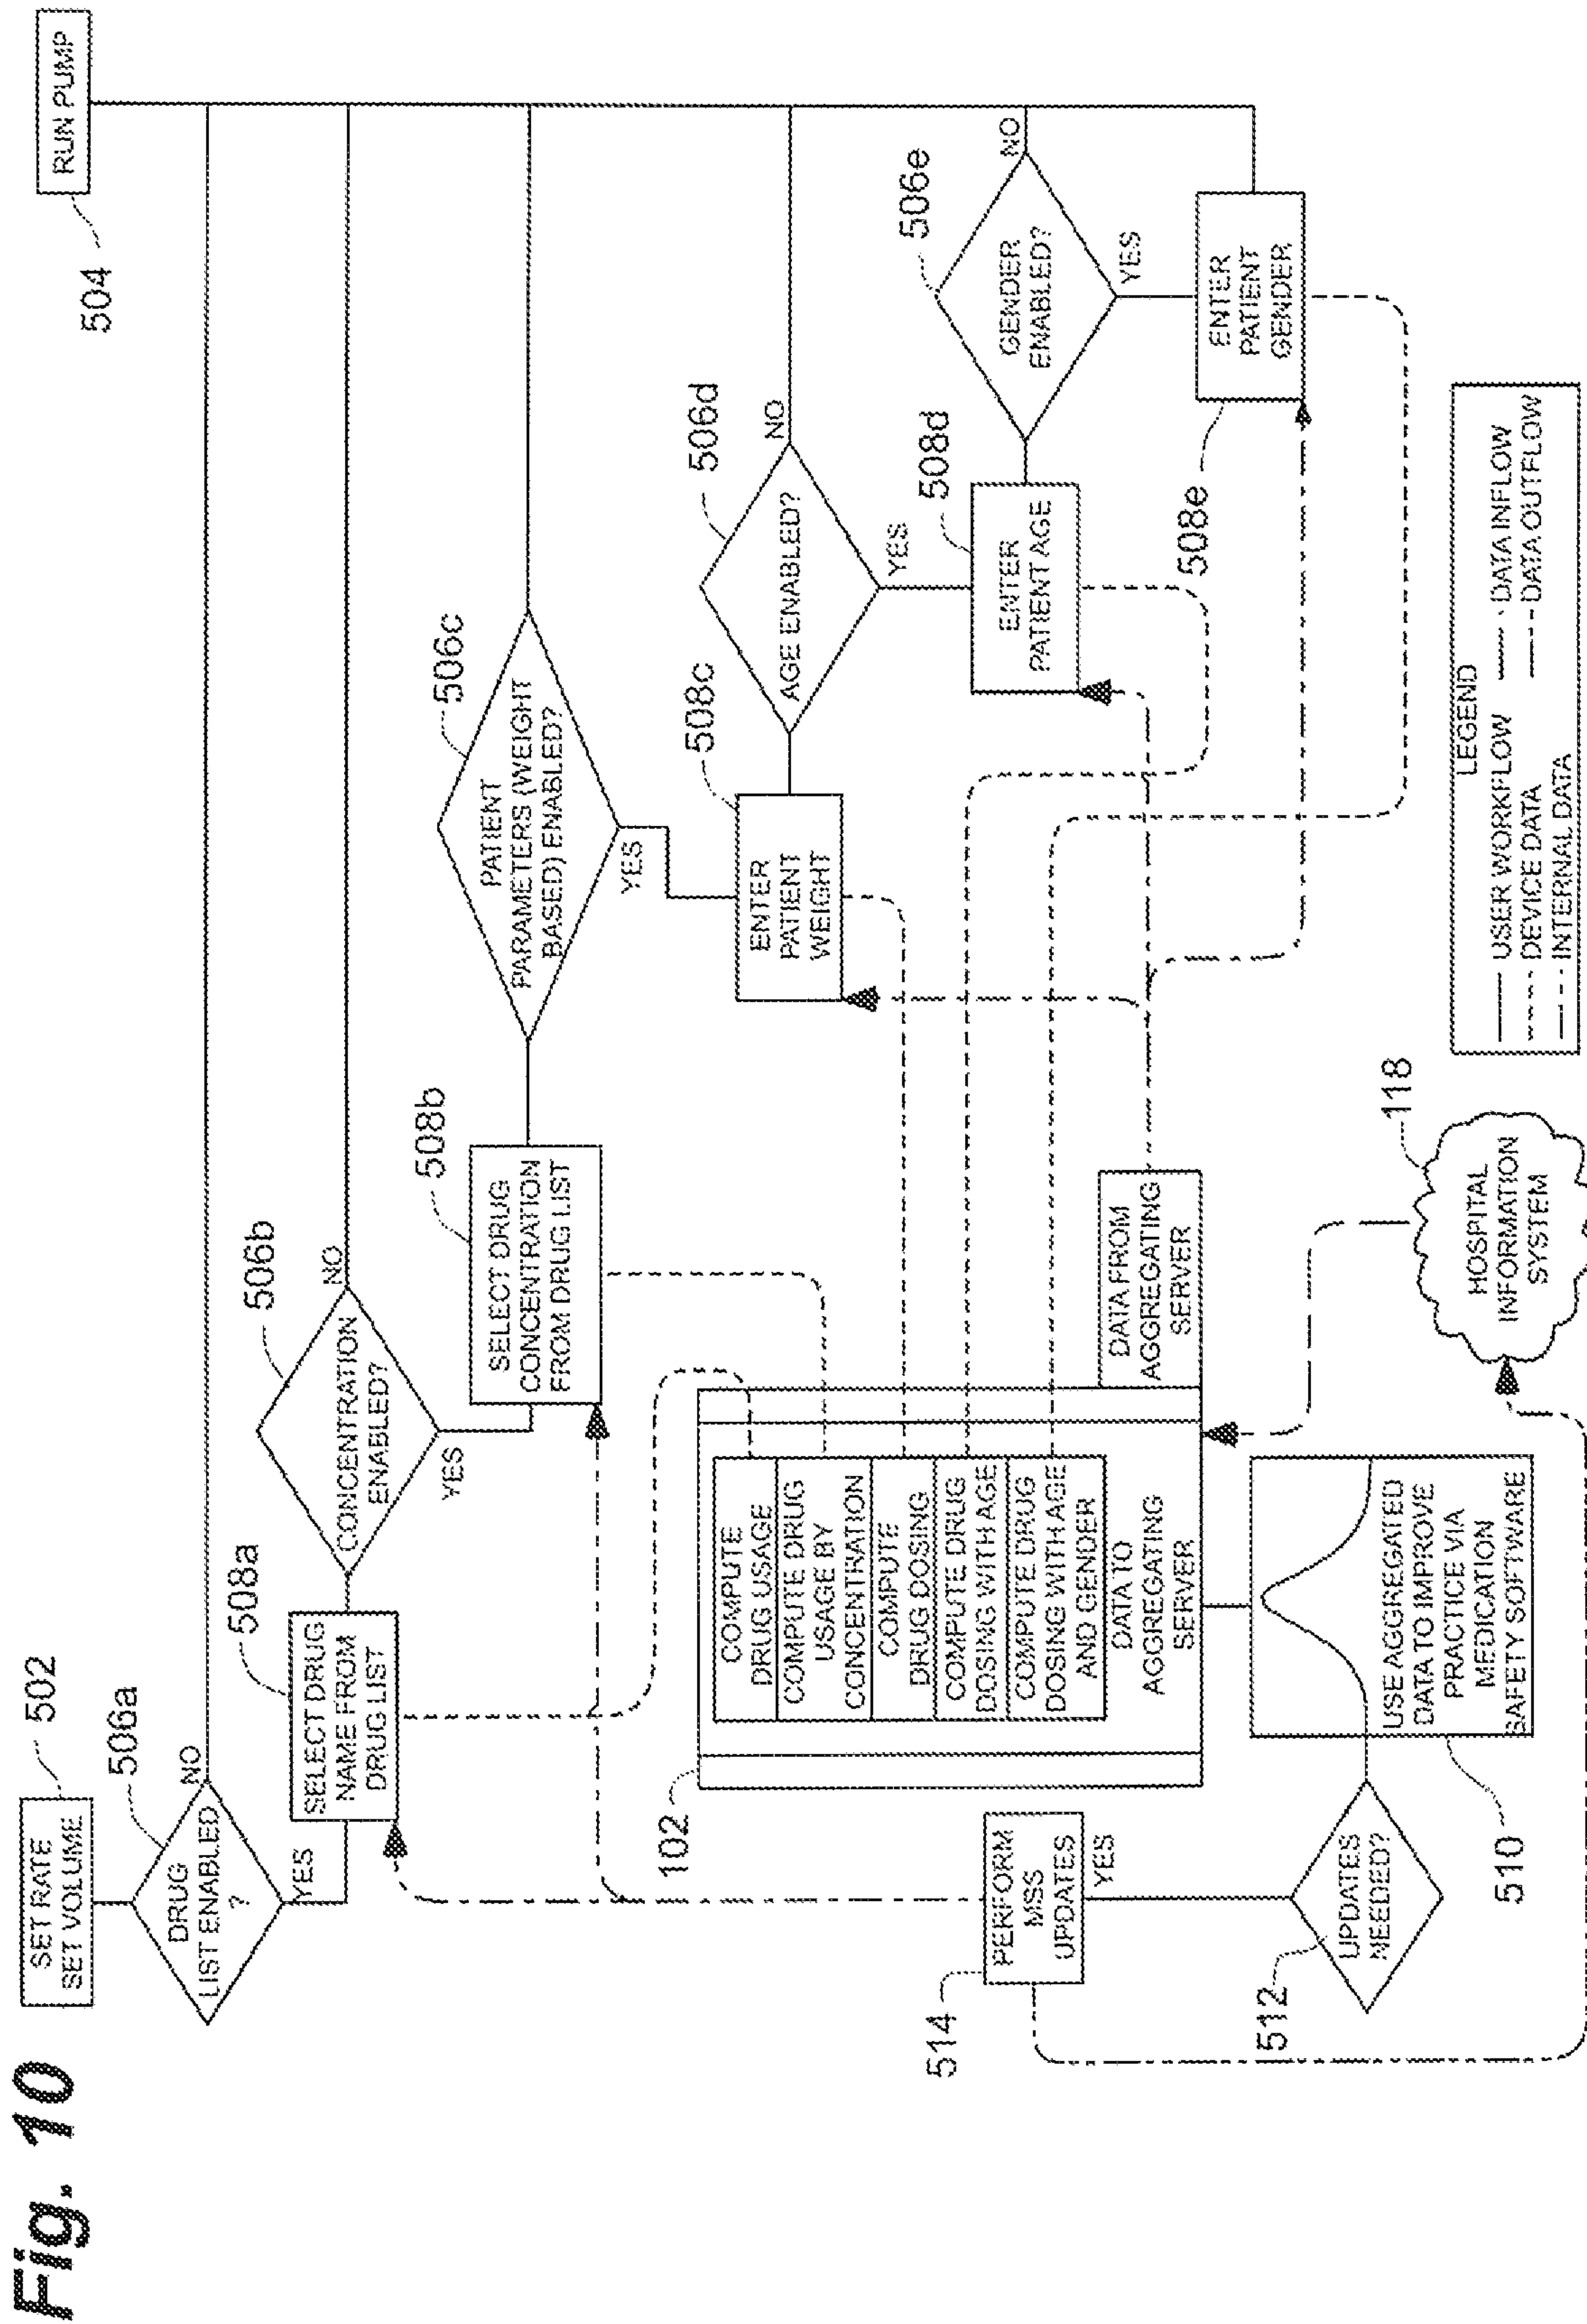 Fig. 10
SET RATE
SET VOLUME
502
RUN PUMP
504
DRUG
LIST ENABLED
?
506a
NO
YES
SELECT DRUG
NAME FROM
DRUG LIST
508a
CONCENTRATION
ENABLED?
506b
NO
YES
SELECT DRUG
CONCENTRATION
FROM DRUG LIST
508b
PATIENT
PARAMETERS (WEIGHT
BASED) ENABLED?
506c
YES
ENTER
PATIENT
WEIGHT
508c
AGE ENABLED?
506d
NO
YES
ENTER
PATIENT AGE
508d
GENDER
ENABLED?
506e
NO
YES
ENTER
PATIENT
GENDER
508e
102
COMPUTE
DRUG USAGE
COMPUTE DRUG
USAGE BY
CONCENTRATION
COMPUTE
DRUG DOSING
COMPUTE DRUG
DOSING WITH AGE
COMPUTE DRUG
DOSING WITH AGE
AND GENDER
DATA TO
AGGREGATING
SERVER
DATA FROM
AGGREGATING
SERVER
PERFORM
MSS
UPDATES
514
YES
UPDATES
NEEDED?
512
USE AGGREGATED
DATA TO IMPROVE
PRACTICE VIA
MEDICATION
SAFETY SOFTWARE
510
HOSPITAL
INFORMATION
SYSTEM
118
LEGEND
USER WORKFLOW
DATA INFLOW
DEVICE DATA
DATA OUTFLOW
INTERNAL DATA